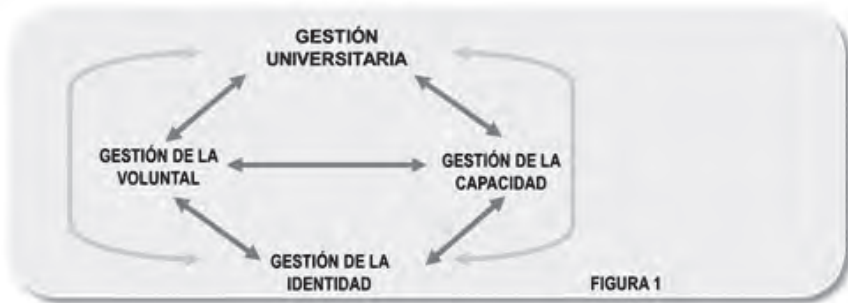 GESTIÓN
UNIVERSITARIA
GESTIÓN DE LA
VOLUNTAL
GESTIÓN DE LA
CAPACIDAD
GESTIÓN DE LA
IDENTIDAD
FIGURA 1